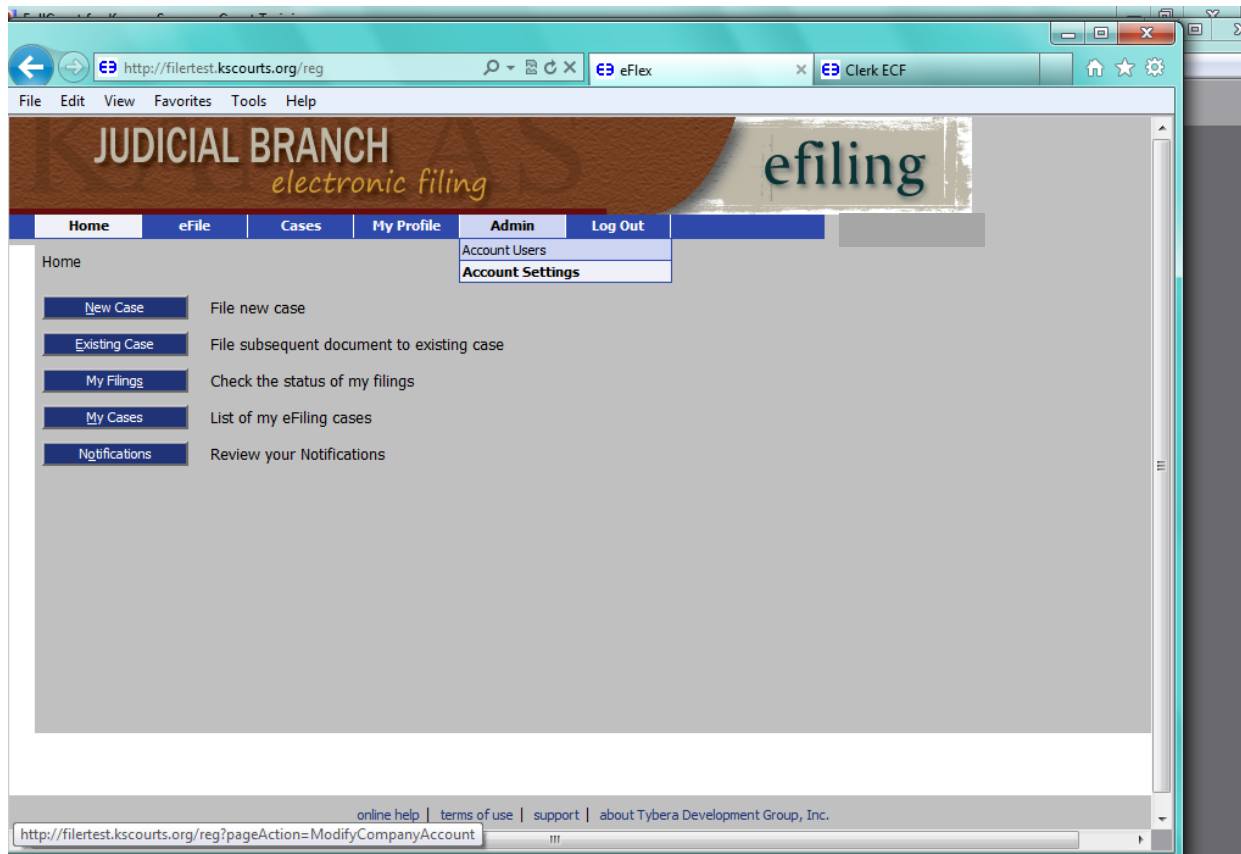 http://filertest.kscourts.org/reg
eFlex
Clerk ECF
File Edit View Favorites Tools Help
KANSAS
JUDICIAL BRANCH
electronic filing
efiling
Home eFile Cases My Profile Admin Log Out
Account Users
Account Settings
Home
New Case File new case
Existing Case File subsequent document to existing case
My Filings Check the status of my filings
My Cases List of my eFiling cases
Notifications Review your Notifications
online help | terms of use | support | about Tybera Development Group, Inc.
http://filertest.kscourts.org/reg?pageAction=ModifyCompanyAccount